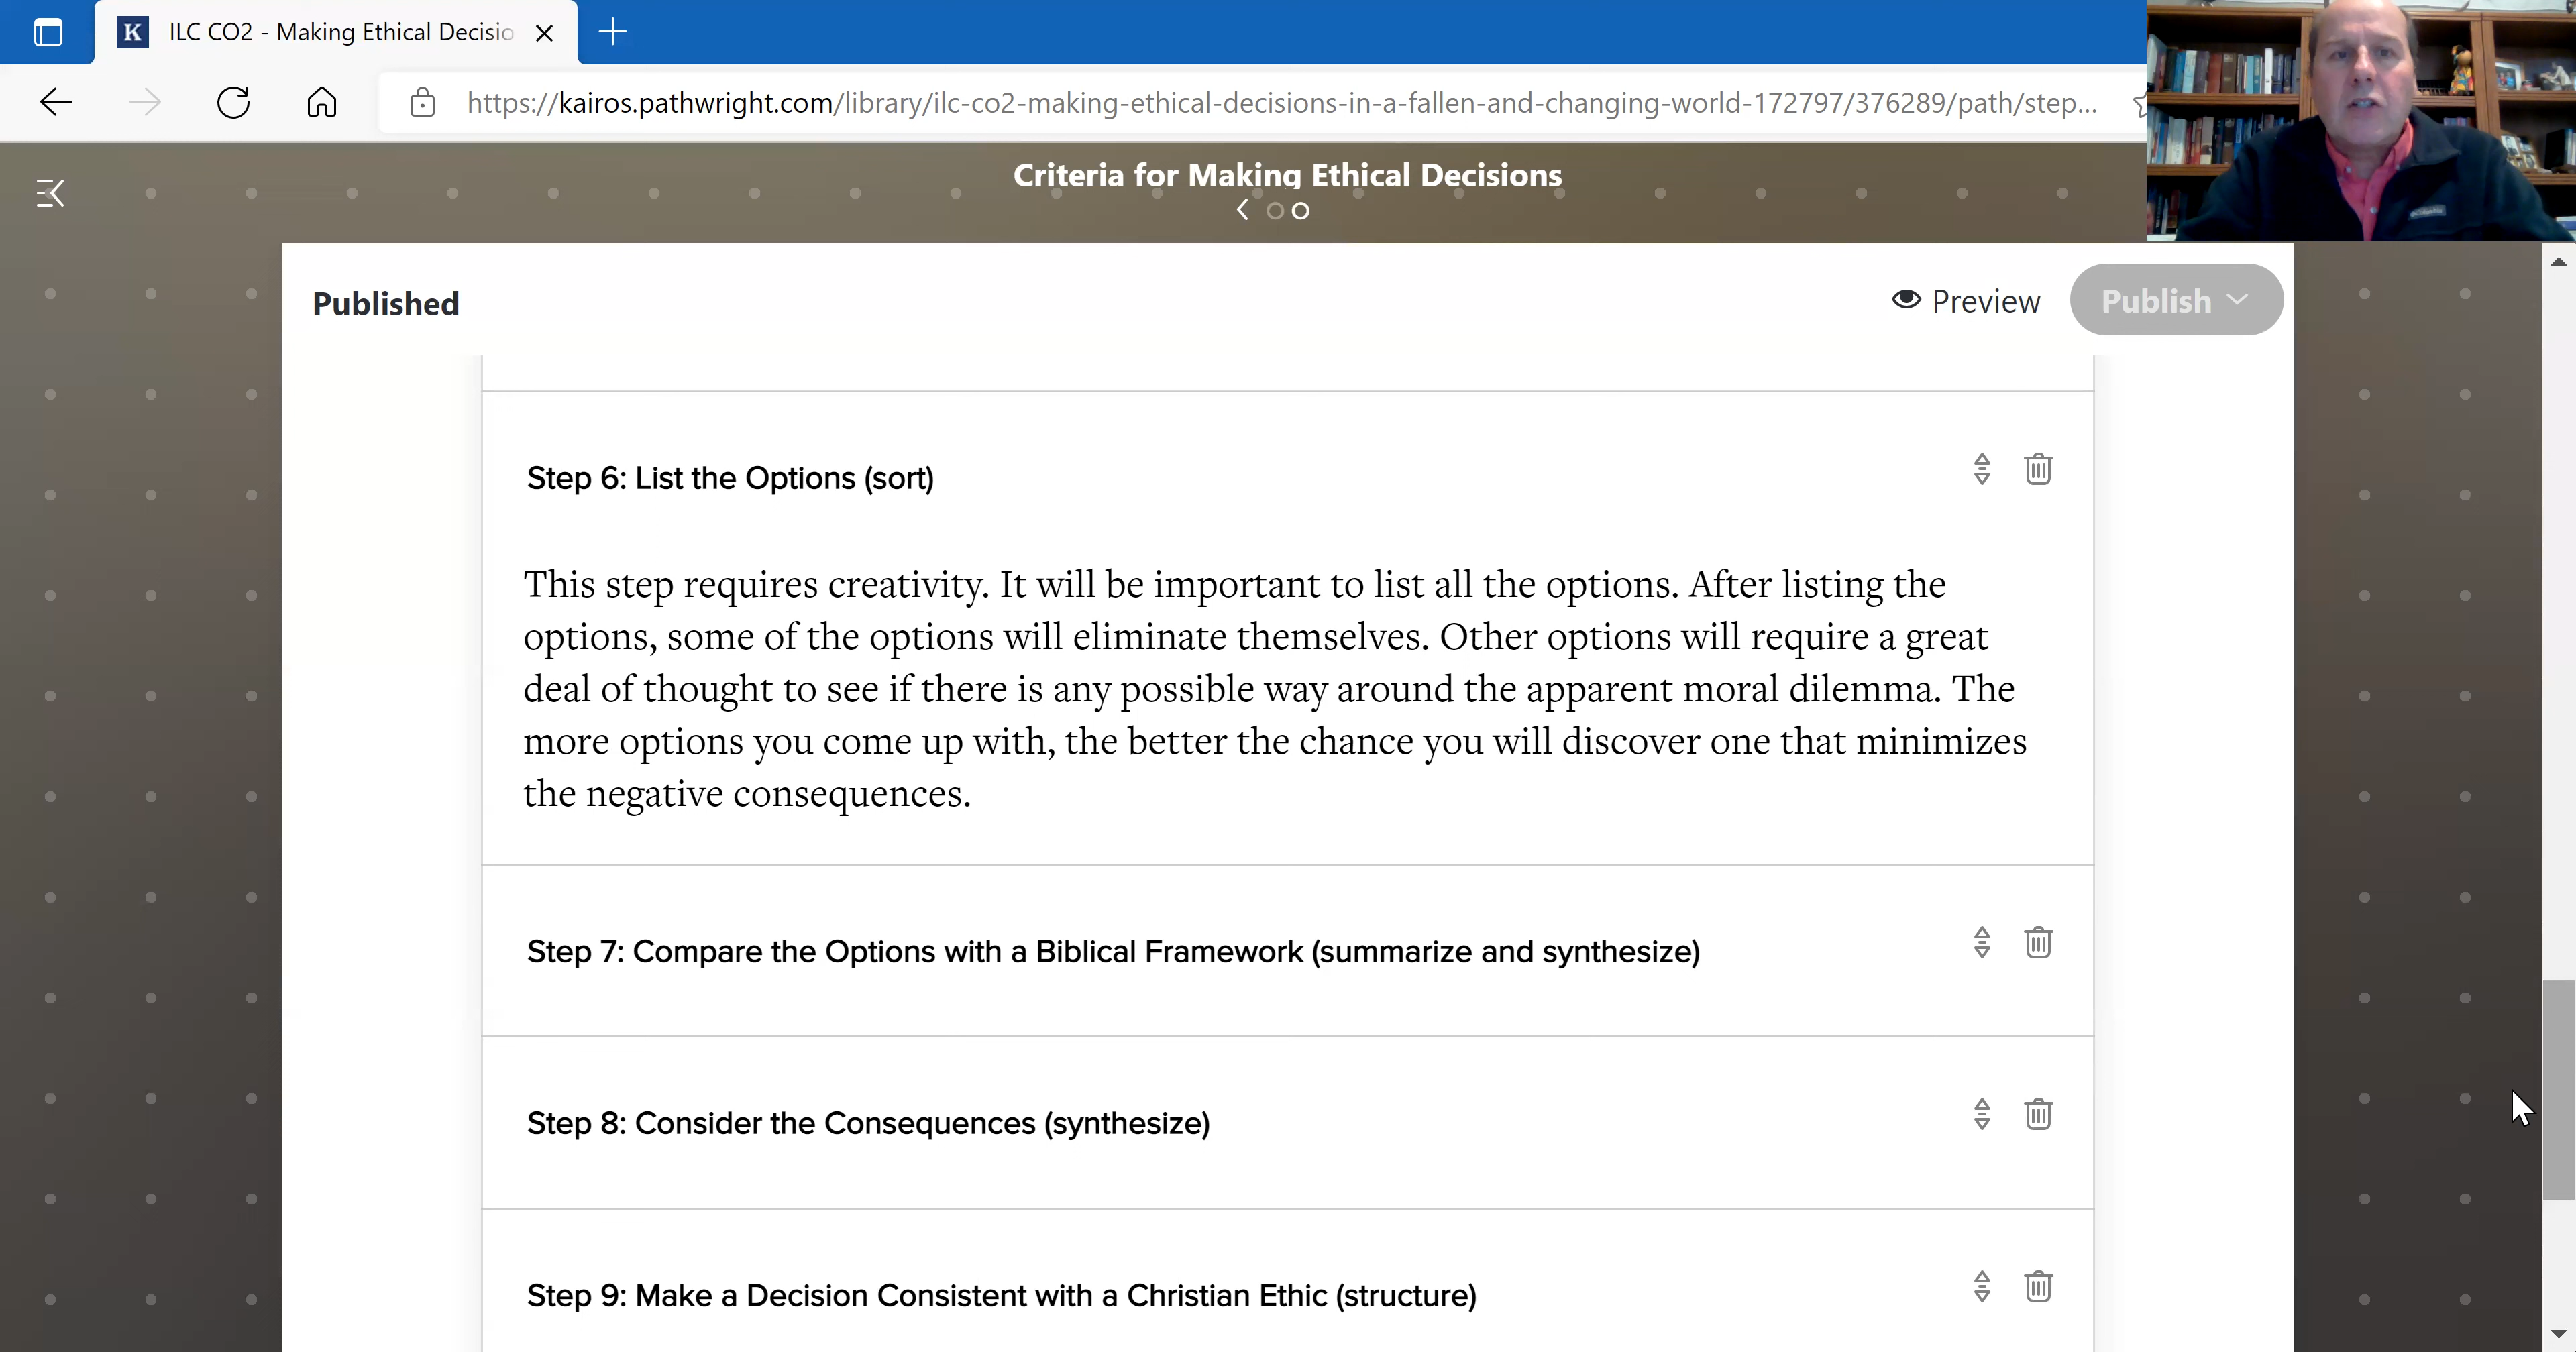 K ILC CO2 - Making Ethical Decisio
https://kairos.pathwright.com/library/ilc-co2-making-ethical-decisions-in-a-fallen-and-changing-world-172797/376289/path/step...
Criteria for Making Ethical Decisions
Published
Preview
Publish
Step 6: List the Options (sort)
This step requires creativity. It will be important to list all the options. After listing the
options, some of the options will eliminate themselves. Other options will require a great
deal of thought to see if there is any possible way around the apparent moral dilemma. The
more options you come up with, the better the chance you will discover one that minimizes
the negative consequences.
Step 7: Compare the Options with a Biblical Framework (summarize and synthesize)
Step 8: Consider the Consequences (synthesize)
Step 9: Make a Decision Consistent with a Christian Ethic (structure)